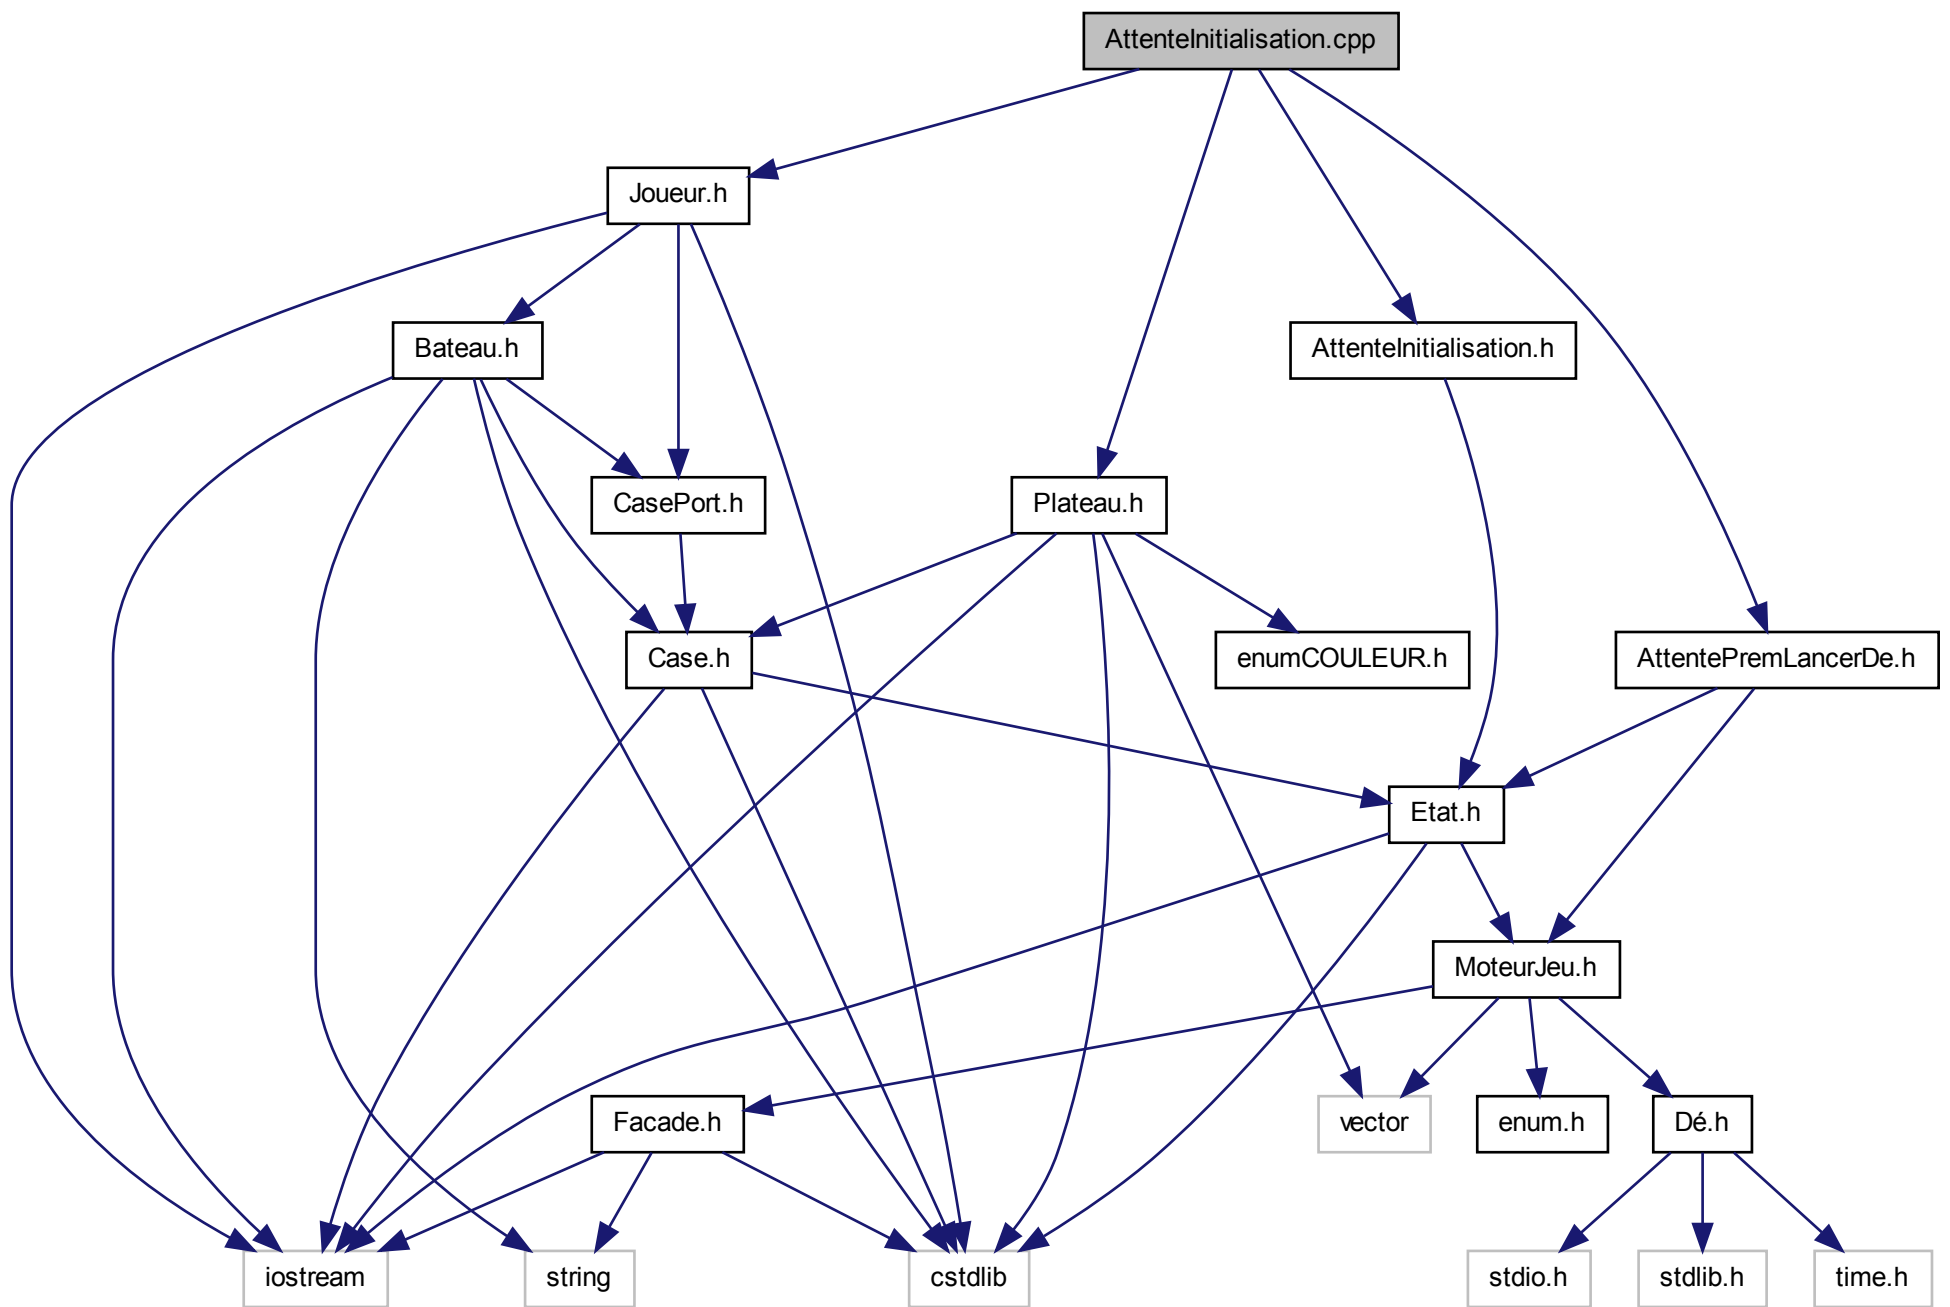 AttenteInitialisation.cpp
Joueur.h
Bateau.h
AttenteInitialisation.h
CasePort.h
Plateau.h
Case.h
enumCOULEUR.h
AttentePremLancerDe.h
Etat.h
MoteurJeu.h
Facade.h
vector
enum.h
Dé.h
iostream
string
cstdlib
stdio.h
stdlib.h
time.h